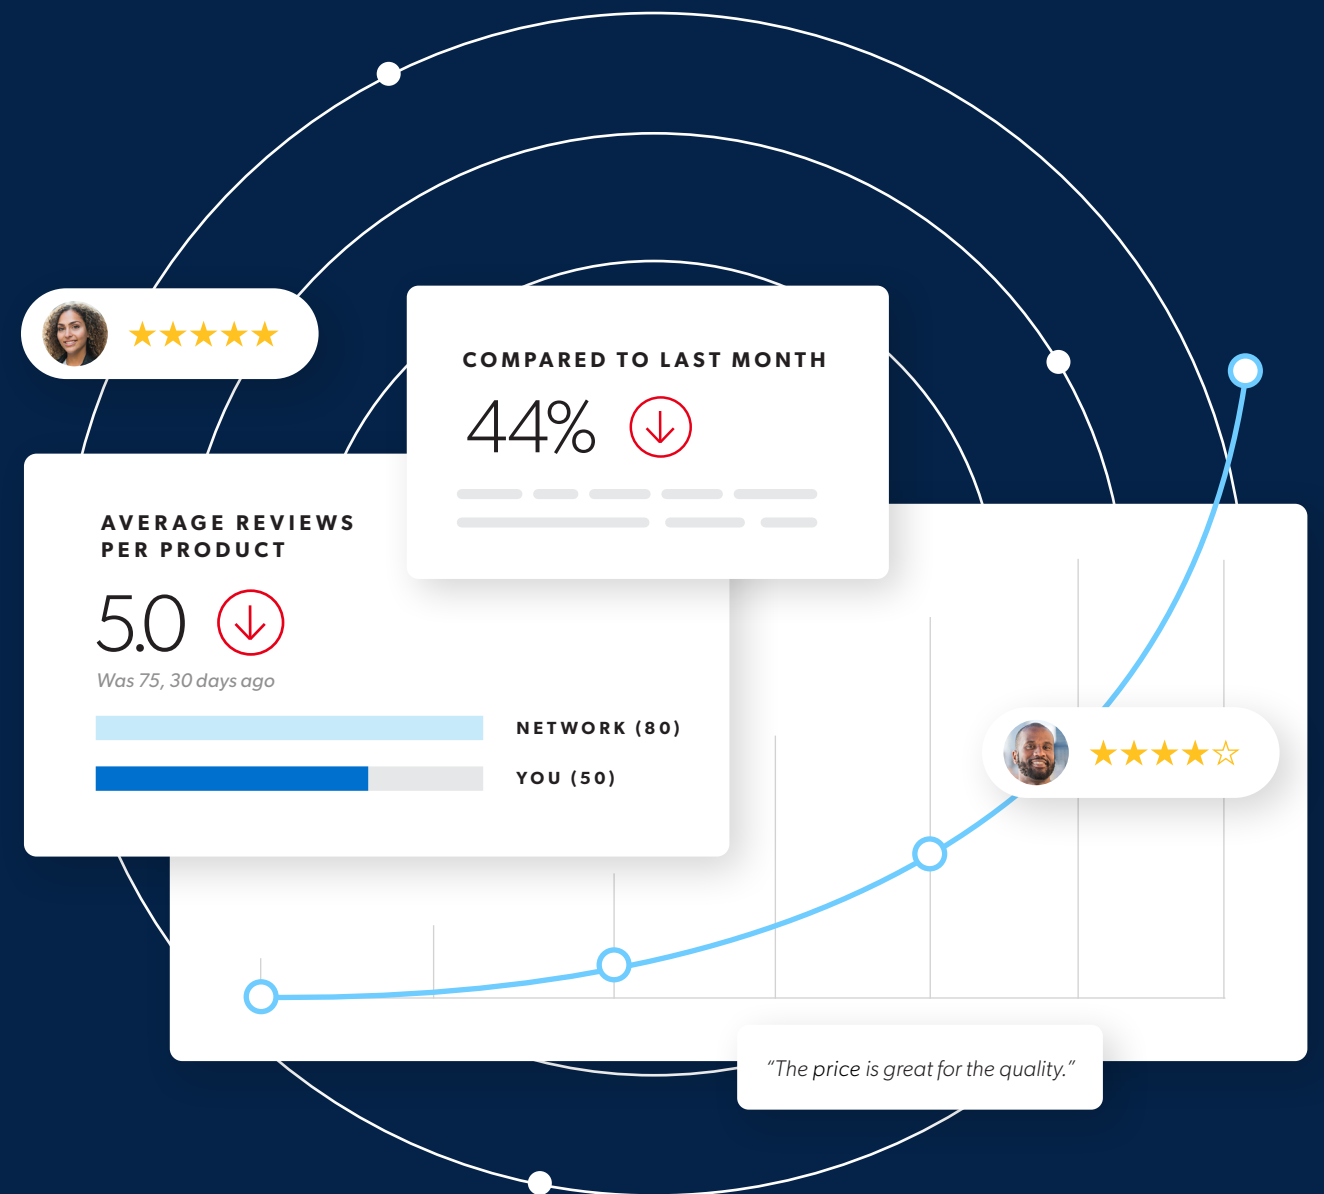 COMPARED TO LAST MONTH
44%
AVERAGE REVIEWS
PER PRODUCT
5.0
Was 75, 30 days ago
NETWORK (80)
YOU (50)
“The price is great for the quality.”